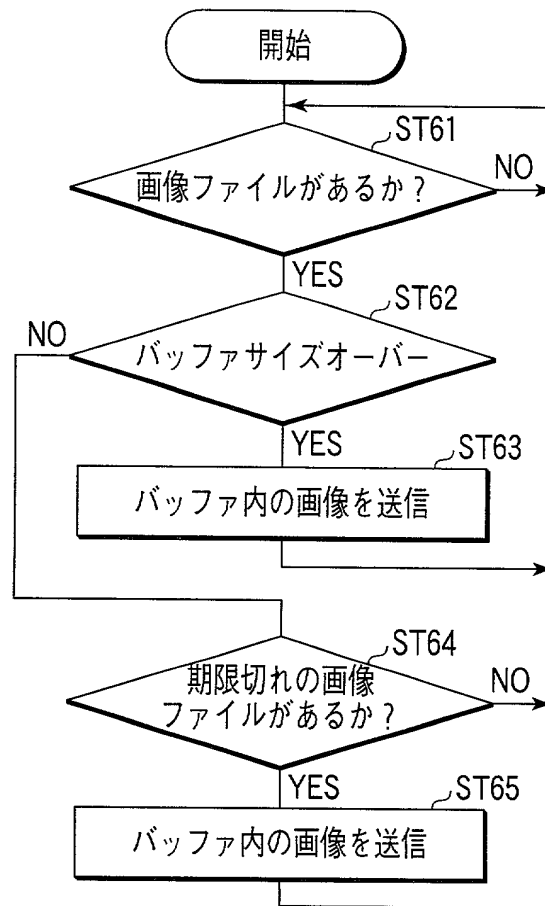 開始
ST61
画像ファイルがあるか?
NO
YES
ST62
NO
バッファサイズオーバー
YES
ST63
バッファ内の画像を送信
ST64
期限切れの画像
ファイルがあるか?
NO
YES
ST65
バッファ内の画像を送信